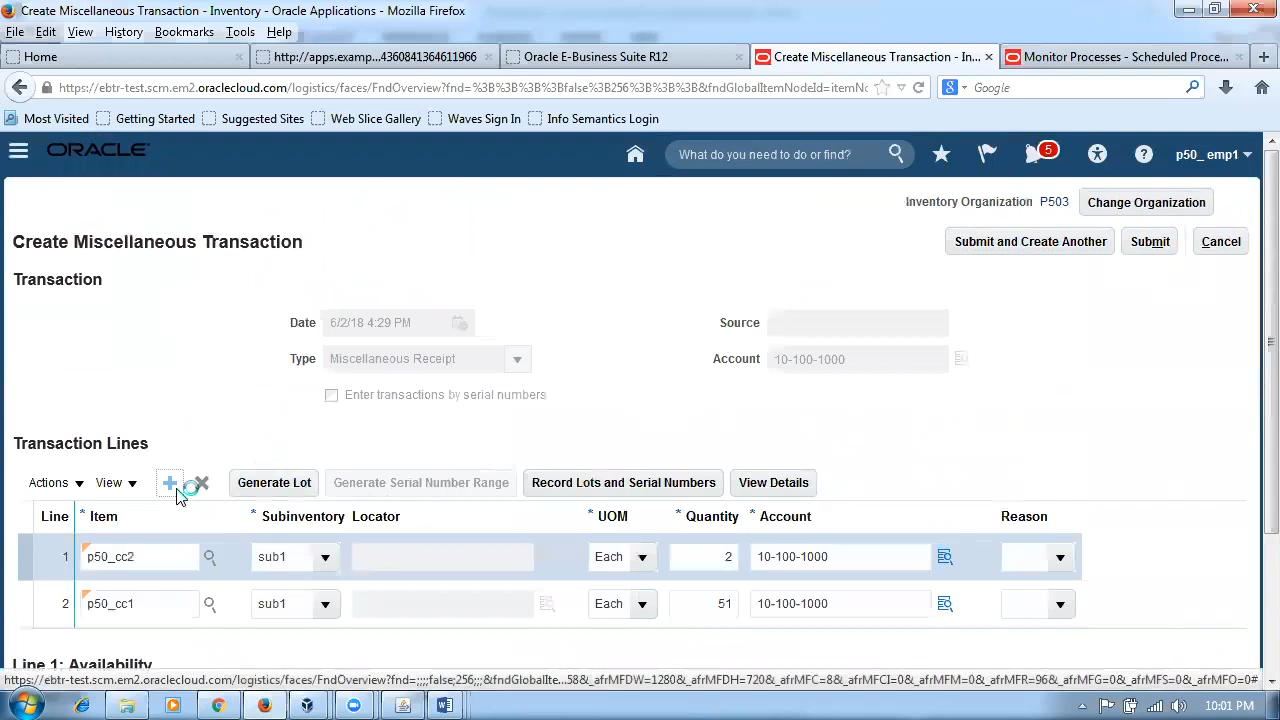 Create Miscellaneous Transaction - Inventory - Oracle Applications - Mozilla Firefox
File Edit View History Bookmarks Tools Help
Home http://apps.examp...4360841364611966 Oracle E-Business Suite R12 Create Miscellaneous Transaction - In... Monitor Processes - Scheduled Proce...
https://ebtr-test.scm.em2.oraclecloud.com/logistics/faces/FndOverview?fnd=%3B%3B%3B%3Bfalse%3B256%3B%3B%3B&fndGlobalItemNodeId=itemNo Google
Most Visited Getting Started Suggested Sites Web Slice Gallery Waves Sign In Info Semantics Login
ORACLE What do you need to do or find? 5 p50_ emp1
Inventory Organization P503 Change Organization
Create Miscellaneous Transaction Submit and Create Another Submit Cancel
Transaction
Date 6/2/18 4:29 PM Source
Type Miscellaneous Receipt Account 10-100-1000
Enter transactions by serial numbers
Transaction Lines
Actions View Generate Lot Generate Serial Number Range Record Lots and Serial Numbers View Details
Line * Item * Subinventory Locator * UOM * Quantity * Account Reason
1 p50_cc2 sub1 Each 2 10-100-1000
2 p50_cc1 sub1 Each 51 10-100-1000
Line 1: Availability
https://ebtr-test.scm.em2.oraclecloud.com/logistics/faces/FndOverview?fnd=;;;;false;256;;;&fndGlobalIte...58&_afrMFDW=1280&_afrMFDH=720&_afrMFC=8&_afrMFCI=0&_afrMFM=0&_afrMFR=96&_afrMFG=0&_afrMFS=0&_afrMFO=0#
10:01 PM